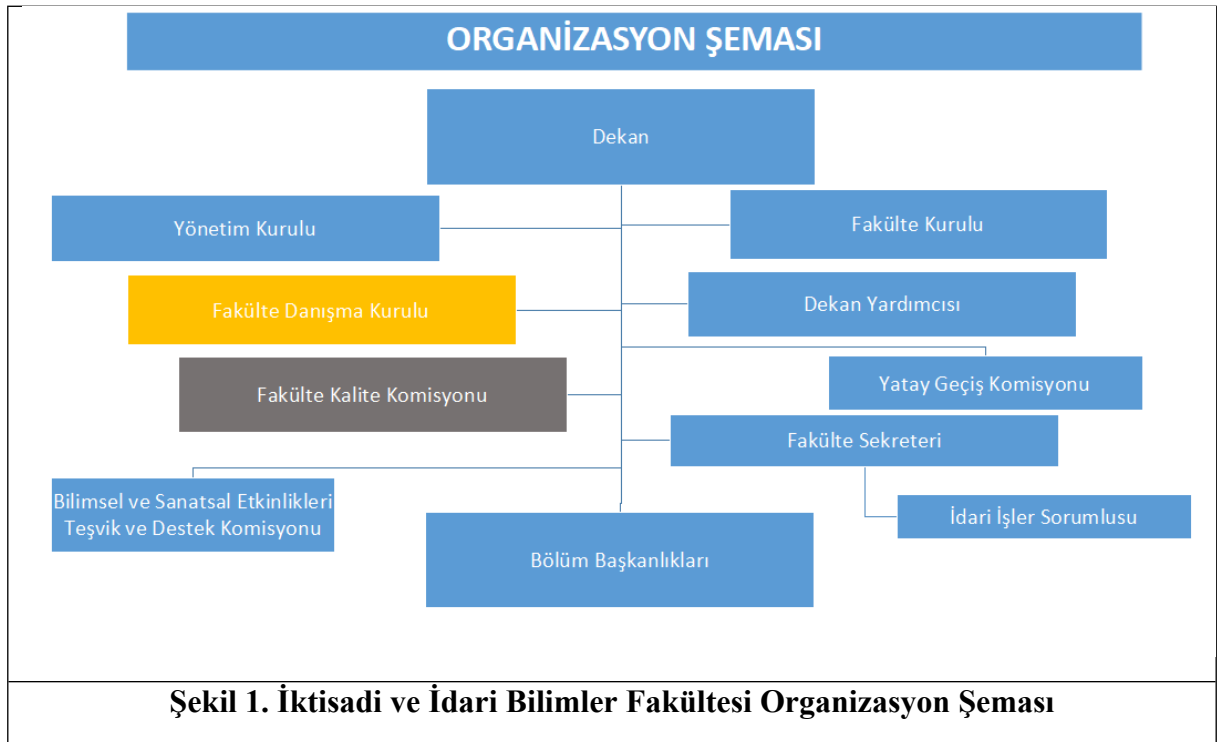 ORGANİZASYON ŞEMASI
Dekan
Yönetim Kurulu
Fakülte Kurulu
Fakülte Danışma Kurulu
Dekan Yardımcısı
Fakülte Kalite Komisyonu
Yatay Geçiş Komisyonu
Fakülte Sekreteri
Bilimsel ve Sanatsal Etkinlikleri
Teşvik ve Destek Komisyonu
İdari İşler Sorumlusu
Bölüm Başkanlıkları
Şekil 1. İktisadi ve İdari Bilimler Fakültesi Organizasyon Şeması